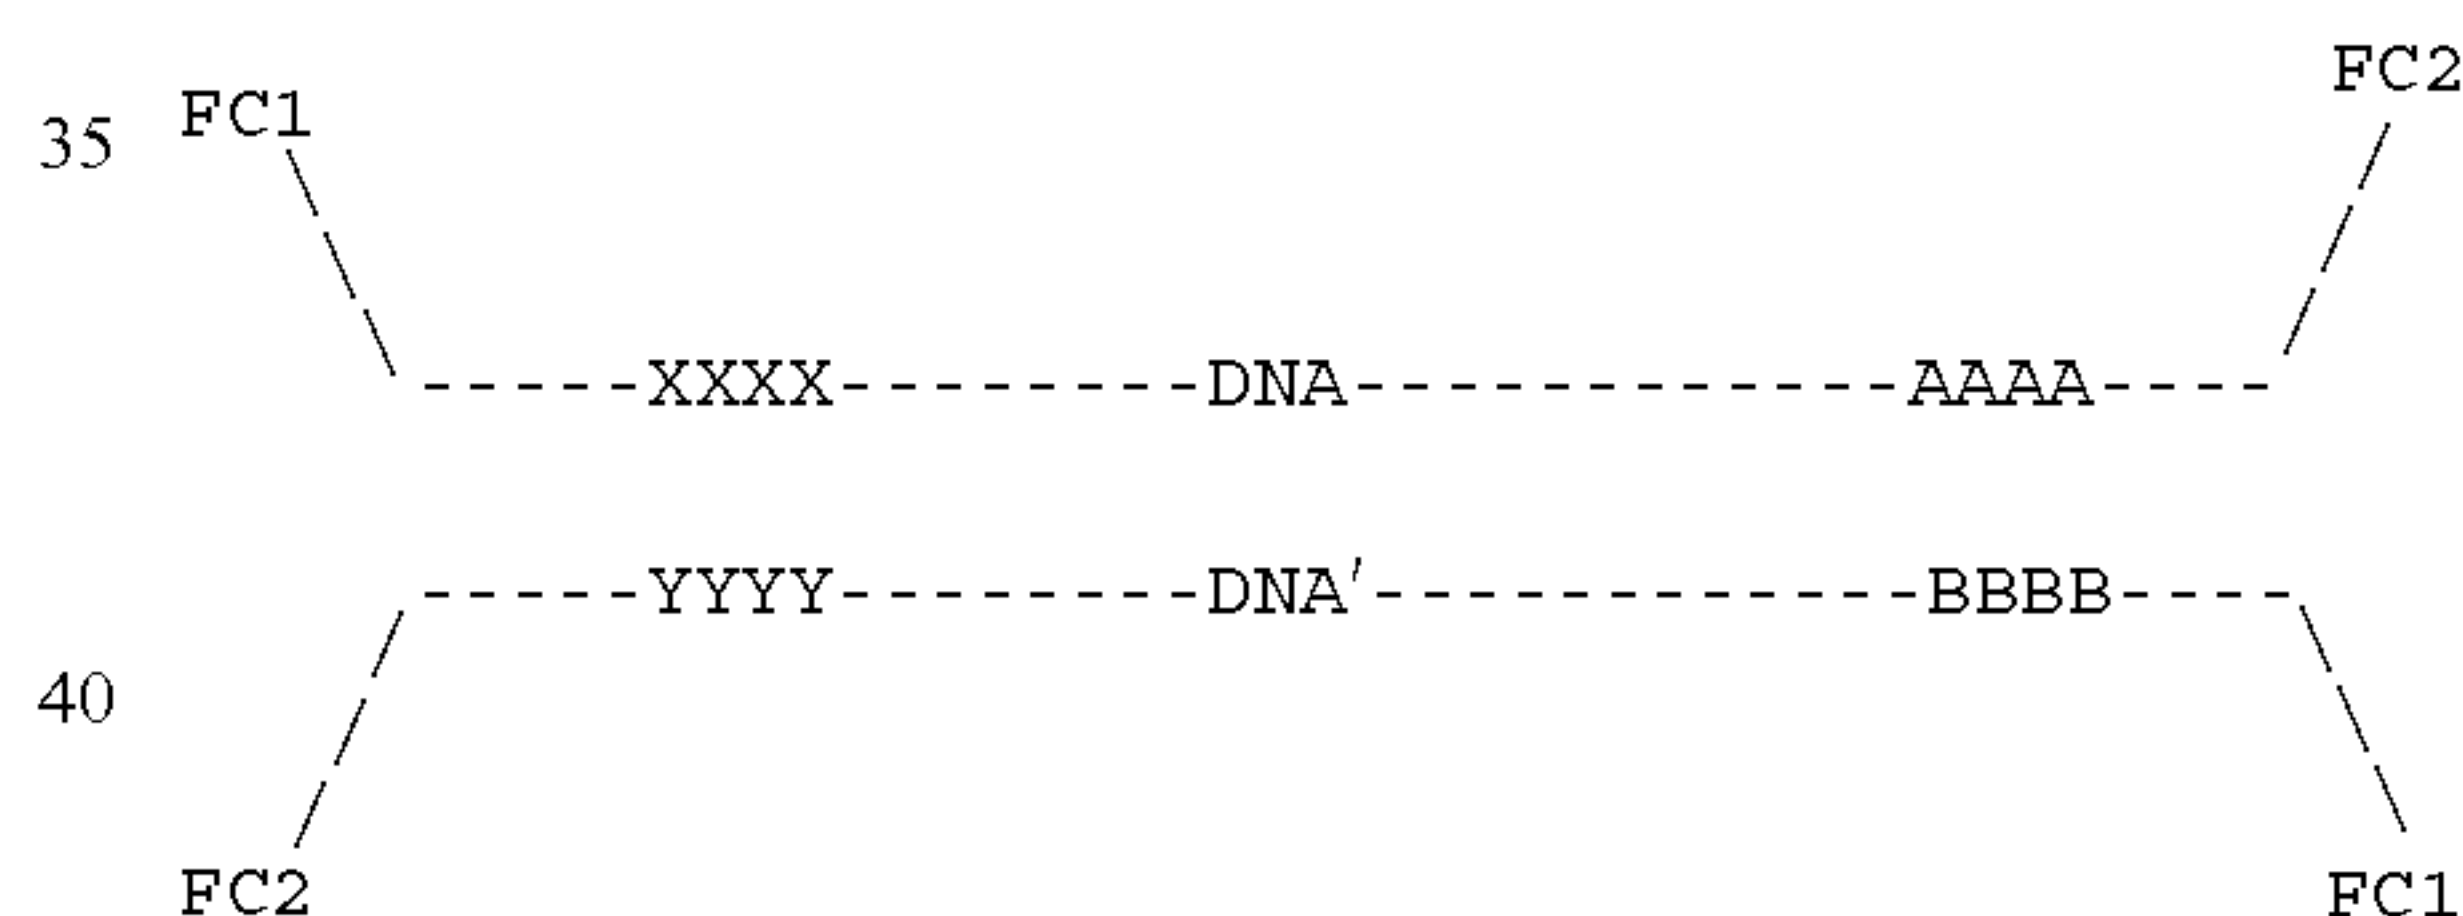 FC2
35 FC1
------XXXX---------DNA--------------AAAA----
------YYYY---------DNA'--------------BBBB-----
40
FC2 FC1